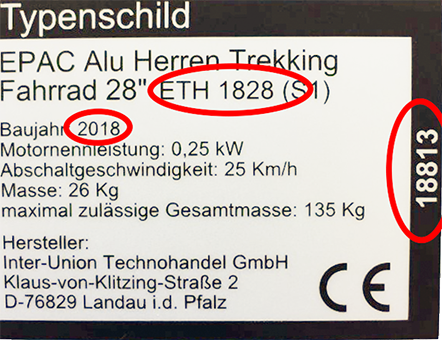 Typenschild
EPAC Alu Herren Trekking
Fahrrad 28" ETH 1828 (S1)
Baujahr 2018
Motornennleistung: 0,25 kW
Abschaltgeschwindigkeit: 25 Km/h
Masse: 26 Kg
maximal zulässige Gesamtmasse: 135 Kg
Hersteller:
Inter-Union Technohandel GmbH
Klaus-von-Klitzing-Straße 2
D-76829 Landau i.d. Pfalz
CE
18813